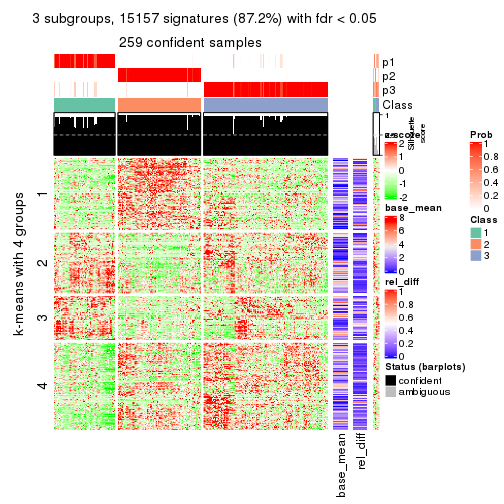 3 subgroups, 15157 signatures (87.2%) with fdr < 0.05
259 confident samples
p1
p2
p3
Class
1
Silhouette
score
z-score
2
1
0
-1
-2
base_mean
8
6
4
2
0
rel_diff
1
0.8
0.6
0.4
0.2
0
Status (barplots)
confident
ambiguous
Prob
1
0.8
0.6
0.4
0.2
0
Class
1
2
3
k-means with 4 groups
1
2
3
4
base_mean
rel_diff